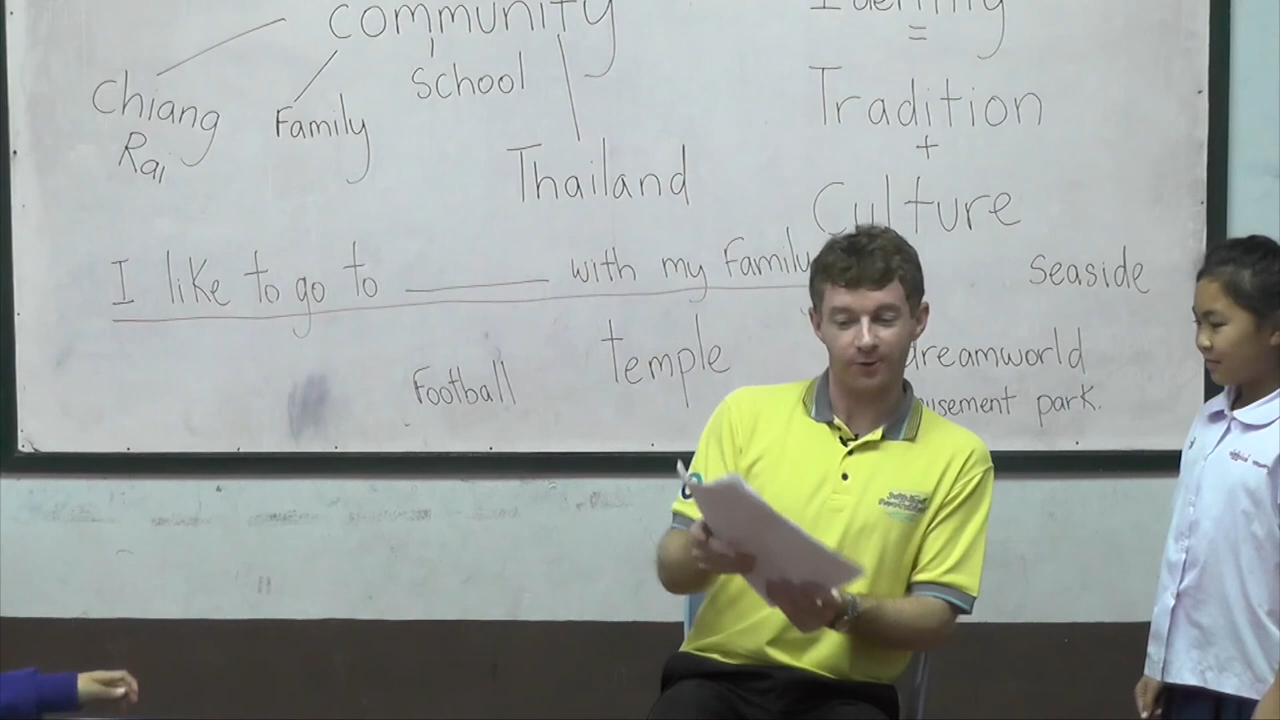 community
Identity
=
school
Chiang
Rai
Family
Tradition
+
Thailand
Culture
I like to go to ______ with my family
seaside
Football
temple
dreamworld
park.